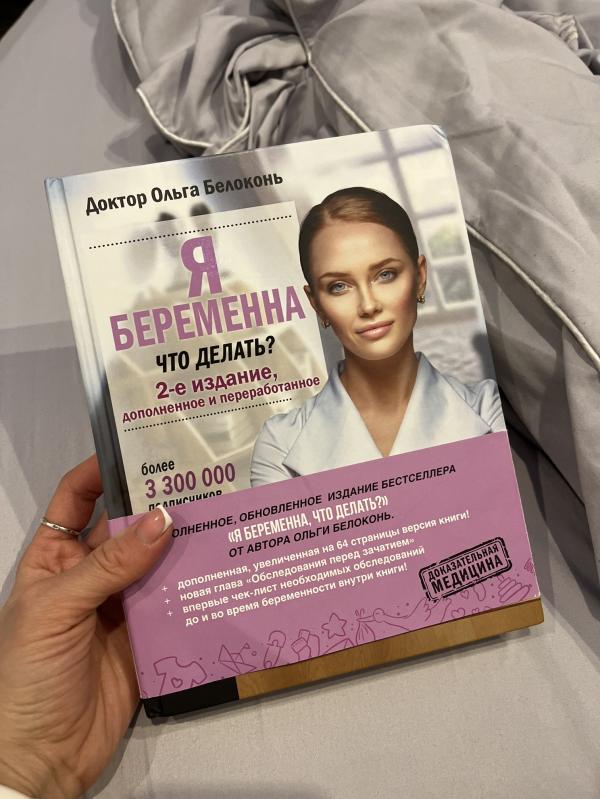 Доктор Ольга Белоконь
Я
БЕРЕМЕННА
ЧТО ДЕЛАТЬ?
2-е издание,
дополненное и переработанное
более
3 300 000
ПОДПИСЧИКОВ
ОБНОВЛЕННОЕ ИЗДАНИЕ БЕСТСЕЛЛЕРА
«Я БЕРЕМЕННА, ЧТО ДЕЛАТЬ?»
ОТ АВТОРА ОЛЬГИ БЕЛОКОНЬ.
+ дополненная, увеличенная на 64 страницы версия книги!
+ новая глава «Обследования перед зачатием»
+ впервые чек-лист необходимых обследований
до и во время беременности внутри книги!
ДОКАЗАТЕЛЬНАЯ
МЕДИЦИНА